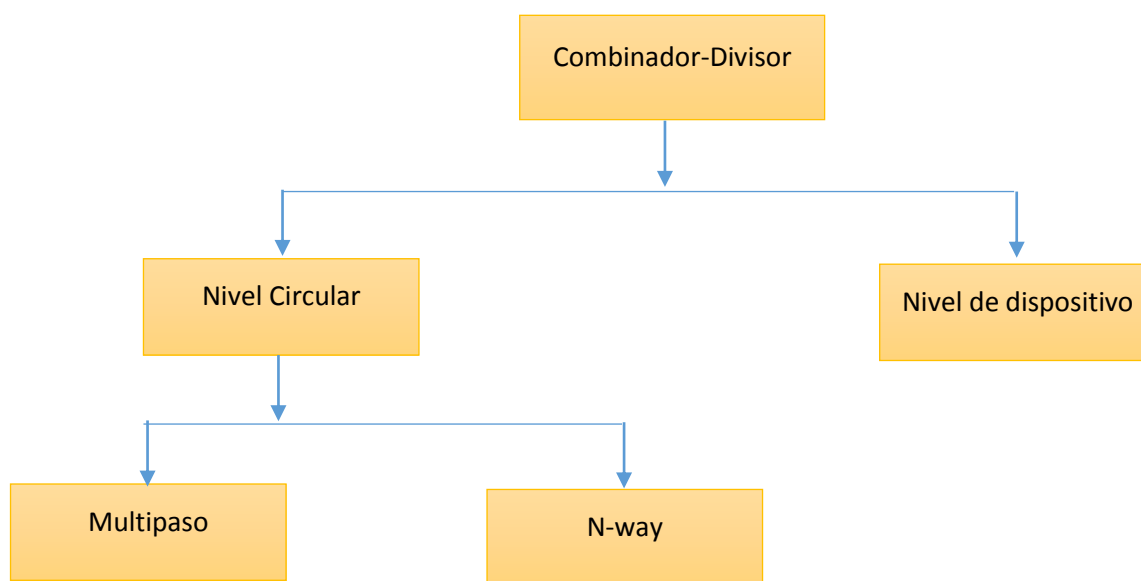 Combinador-Divisor
Nivel Circular
Nivel de dispositivo
Multipaso
N-way